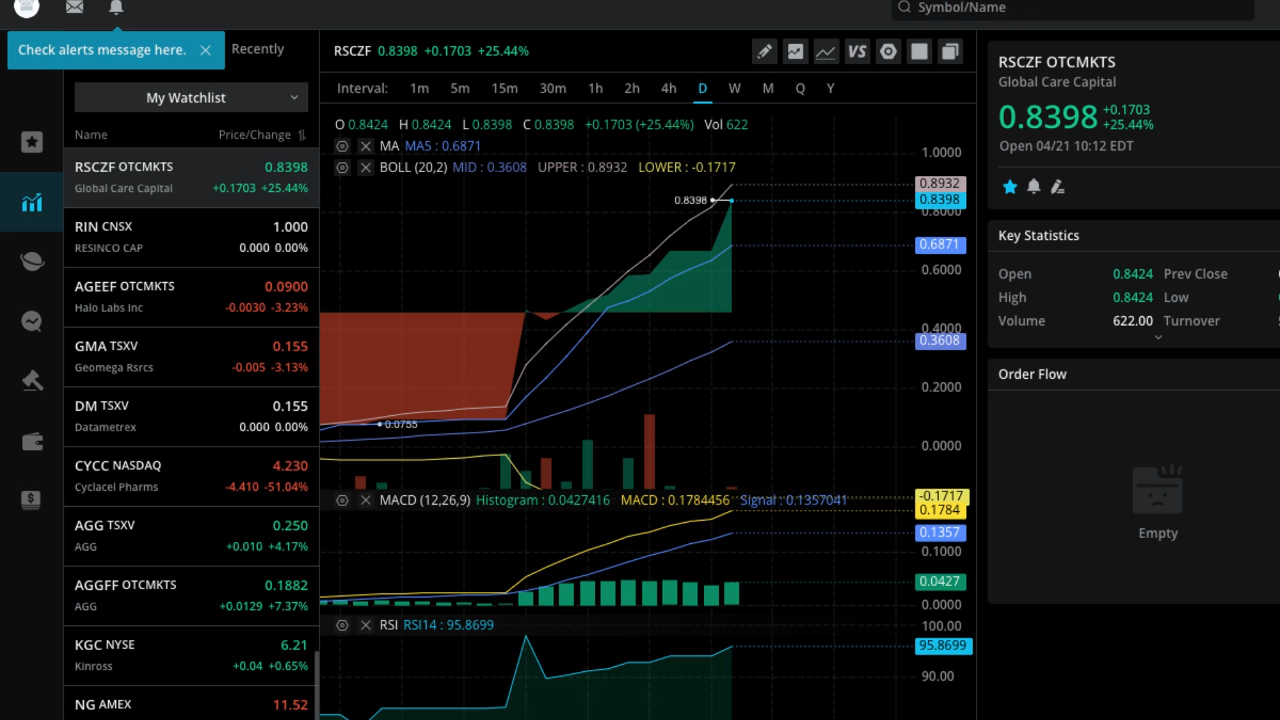 Symbol/Name
Check alerts message here.
Recently
My Watchlist
Name Price/Change
RSCZF OTCMKTS 0.8398
Global Care Capital +0.1703 +25.44%
RIN CNSX 1.000
RESINCO CAP 0.000 0.00%
AGEEF OTCMKTS 0.0900
Halo Labs Inc -0.0030 -3.23%
GMA TSXV 0.155
Geomega Rsrcs -0.005 -3.13%
DM TSXV 0.155
Datametrex 0.000 0.00%
CYCC NASDAQ 4.230
Cyclacel Pharms -4.410 -51.04%
AGG TSXV 0.250
AGG +0.010 +4.17%
AGGFF OTCMKTS 0.1882
AGG +0.0129 +7.37%
KGC NYSE 6.21
Kinross +0.04 +0.65%
NG AMEX 11.52
RSCZF 0.8398 +0.1703 +25.44%
VS
Interval: 1m 5m 15m 30m 1h 2h 4h D W M Q Y
O 0.8424 H 0.8424 L 0.8398 C 0.8398 +0.1703 (+25.44%) Vol 622
MA MA5 : 0.6871
BOLL (20,2) MID : 0.3608 UPPER : 0.8932 LOWER : -0.1717
1.0000
0.8932
0.8398
0.8398
0.8000
0.6871
0.6000
0.4000
0.3608
0.2000
0.0755
0.0000
MACD (12,26,9) Histogram : 0.0427416 MACD : 0.1784456 Signal : 0.1357041
-0.1717
0.1784
0.1357
0.1000
0.0427
0.0000
RSI RSI14 : 95.8699
100.00
95.8699
90.00
RSCZF OTCMKTS
Global Care Capital
0.8398 +0.1703
+25.44%
Open 04/21 10:12 EDT
Key Statistics
Open 0.8424 Prev Close
High 0.8424 Low
Volume 622.00 Turnover
Order Flow
Empty